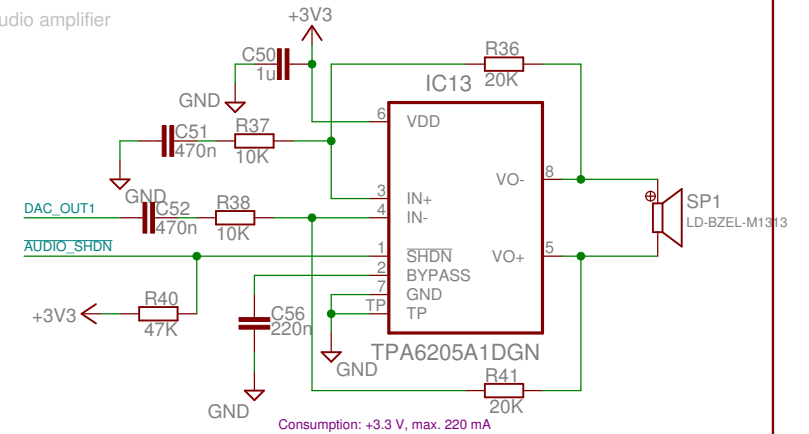 udio amplifier
+3V3
C50
1u
GND
R36
20K
IC13
6
VDD
C51
470n
R37
10K
GND
3
IN+
VO-
8
DAC_OUT1
C52
470n
R38
10K
4
IN-
SP1
LD-BZEL-M1313
AUDIO_SHDN
1
SHDN
VO+
5
2
BYPASS
7
GND
TP
TP
+3V3
R40
47K
C56
220n
GND
TPA6205A1DGN
R41
20K
GND
Consumption: +3.3 V, max. 220 mA